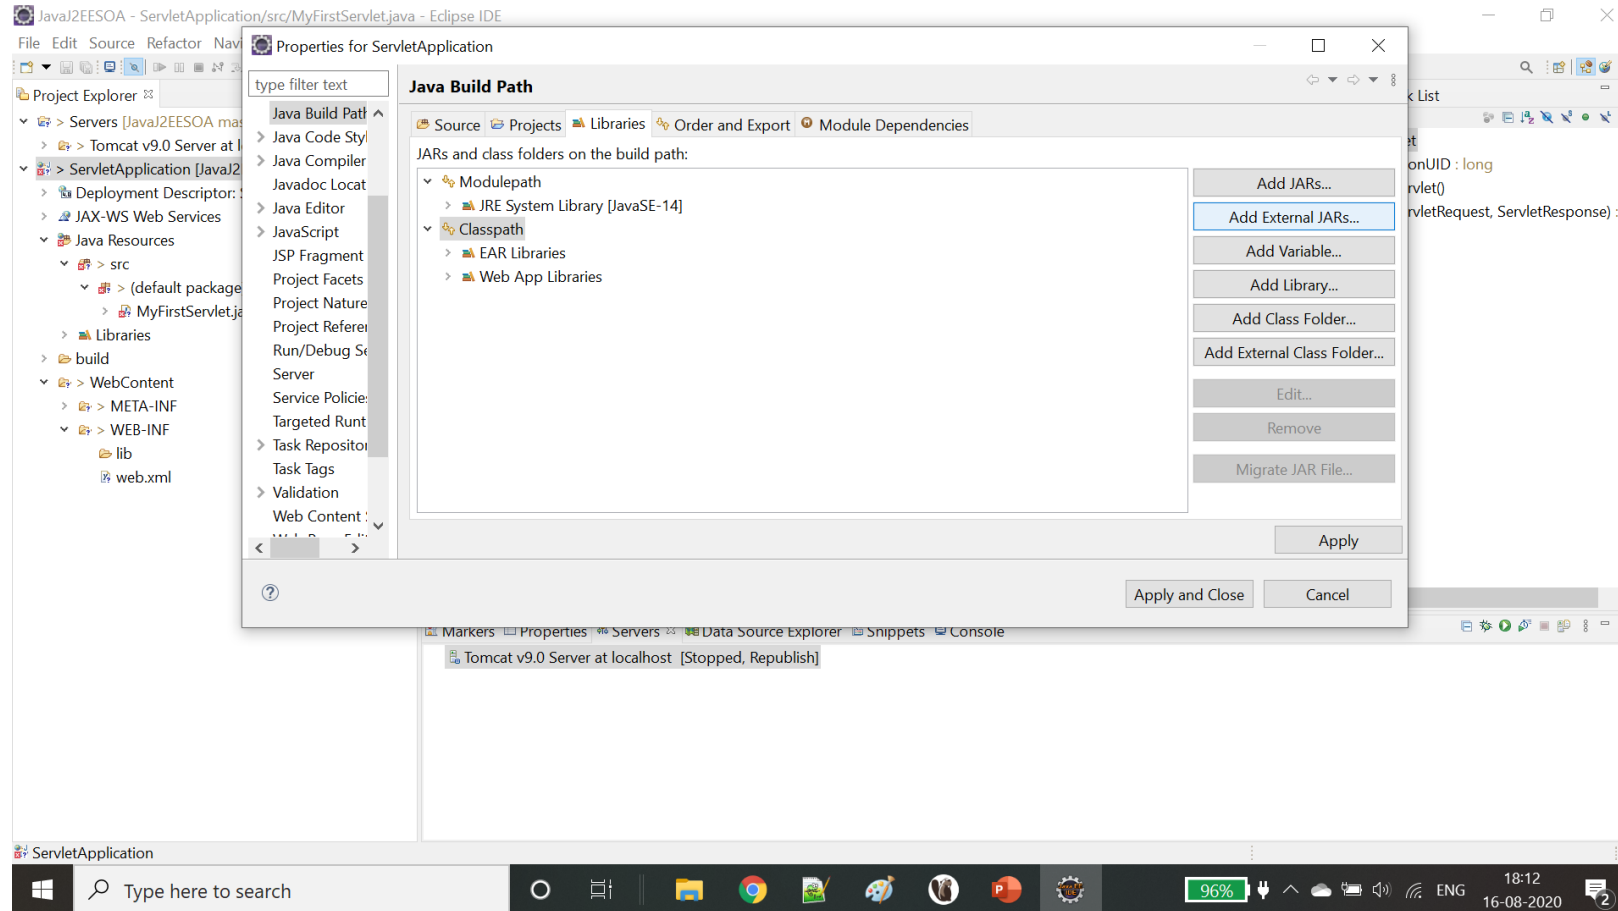 JavaJ2EESOA - ServletApplication/src/MyFirstServlet.java - Eclipse IDE
File Edit Source Refactor Navi
Properties for ServletApplication
type filter text
Java Build Path
Java Code Styl
Java Compiler
Javadoc Locat
Java Editor
JavaScript
JSP Fragment
Project Facets
Project Nature
Project Refere
Run/Debug Se
Server
Service Policies
Targeted Runt
Task Repositor
Task Tags
Validation
Web Content
Java Build Path
Source Projects Libraries Order and Export Module Dependencies
JARs and class folders on the build path:
Modulepath
JRE System Library [JavaSE-14]
Classpath
EAR Libraries
Web App Libraries
Add JARs...
Add External JARs...
Add Variable...
Add Library...
Add Class Folder...
Add External Class Folder...
Edit...
Remove
Migrate JAR File...
Apply
Apply and Close Cancel
Project Explorer
> Servers [JavaJ2EESOA mas
> Tomcat v9.0 Server at l
> ServletApplication [JavaJ2
Deployment Descriptor:
JAX-WS Web Services
Java Resources
> src
> (default package
MyFirstServlet.ja
Libraries
build
> WebContent
> META-INF
> WEB-INF
lib
web.xml
k List
et
onUID : long
rvlet()
rvletRequest, ServletResponse) :
Markers Properties Servers Data Source Explorer Snippets Console
Tomcat v9.0 Server at localhost [Stopped, Republish]
ServletApplication
Type here to search
96%
ENG
18:12
16-08-2020
2